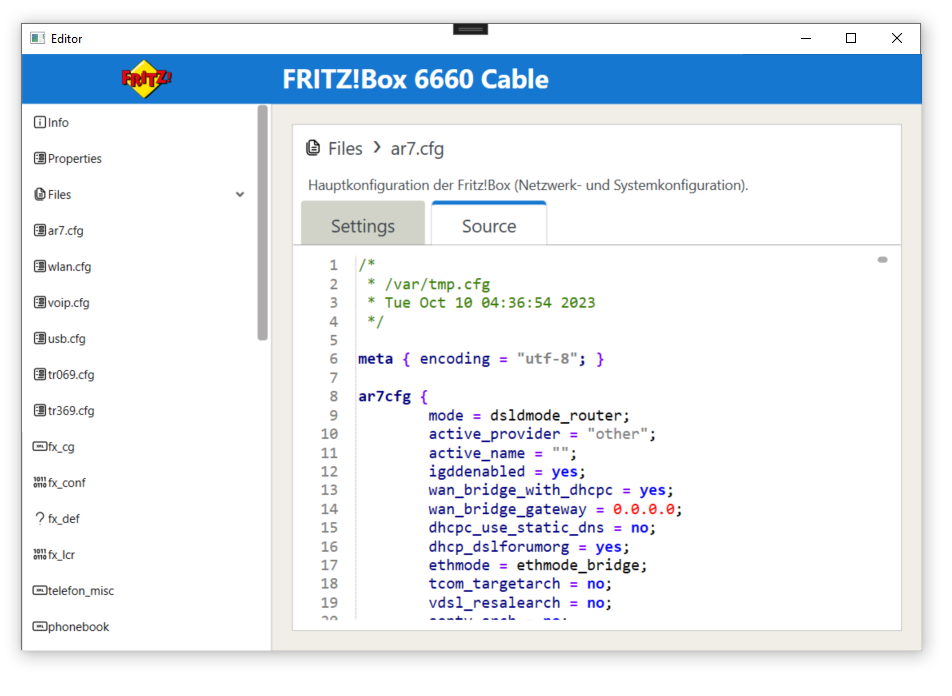 Editor
FRITZ!
FRITZ!Box 6660 Cable
Info
Properties
Files
ar7.cfg
wlan.cfg
voip.cfg
usb.cfg
tr069.cfg
tr369.cfg
fx_cg
fx_conf
fx_def
fx_lcr
telefon_misc
phonebook
Files > ar7.cfg
Hauptkonfiguration der Fritz!Box (Netzwerk- und Systemkonfiguration).
Settings Source
1 /*
2 * /var/tmp.cfg
3 * Tue Oct 10 04:36:54 2023
4 */
5
6 meta { encoding = "utf-8"; }
7
8 ar7cfg {
9 mode = dsldmode_router;
10 active_provider = "other";
11 active_name = "";
12 igddenabled = yes;
13 wan_bridge_with_dhcpc = yes;
14 wan_bridge_gateway = 0.0.0.0;
15 dhcpc_use_static_dns = no;
16 dhcp_dslforumorg = yes;
17 ethmode = ethmode_bridge;
18 tcom_targetarch = no;
19 vdsl_resalearch = no;